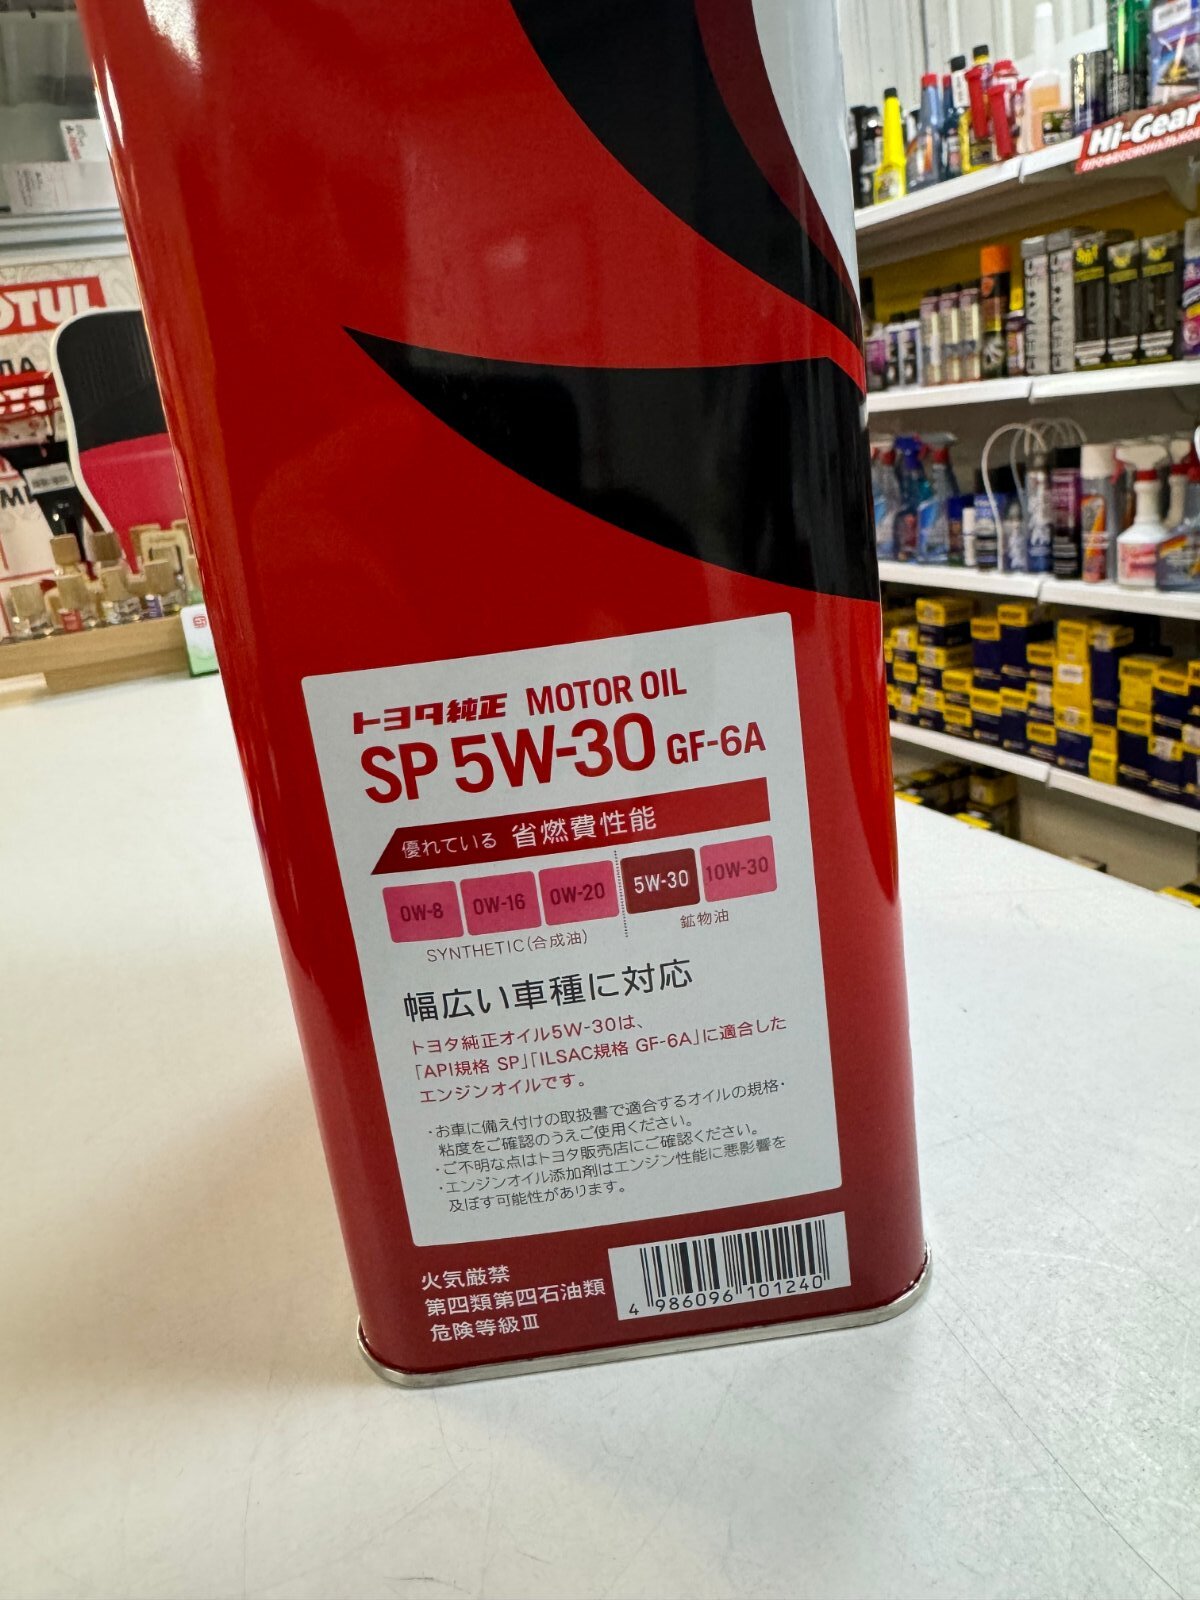 トヨタ純正 MOTOR OIL
SP 5W-30 GF-6A
優れている 省燃費性能
0W-8 0W-16 0W-20 5W-30 10W-30
SYNTHETIC(合成油) 鉱物油
幅広い車種に対応
トヨタ純正オイル5W-30は、
「API規格 SP」「ILSAC規格 GF-6A」に適合した
エンジンオイルです。
・お車に備え付けの取扱書で適合するオイルの規格・
粘度をご確認のうえご使用ください。
・ご不明な点はトヨタ販売店にご確認ください。
・エンジンオイル添加剤はエンジン性能に悪影響を
及ぼす可能性があります。
火気厳禁
第四類第四石油類
危険等級Ⅲ
4 986096 101240
Hi-Gear
OTUL